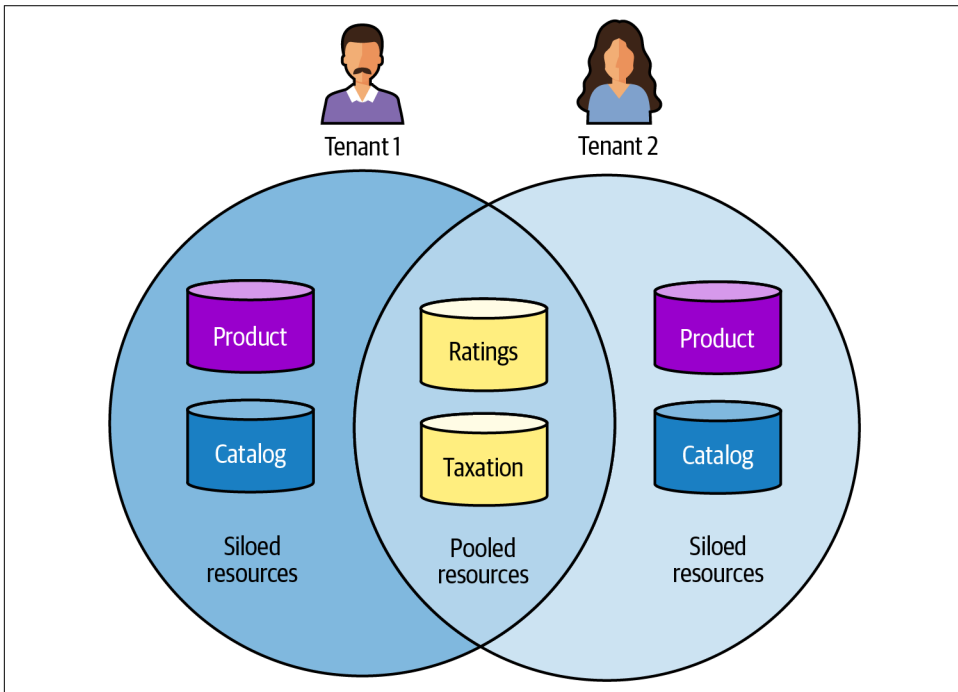 Tenant 1
Tenant 2
Product
Catalog
Siloed
resources
Ratings
Taxation
Pooled
resources
Product
Catalog
Siloed
resources